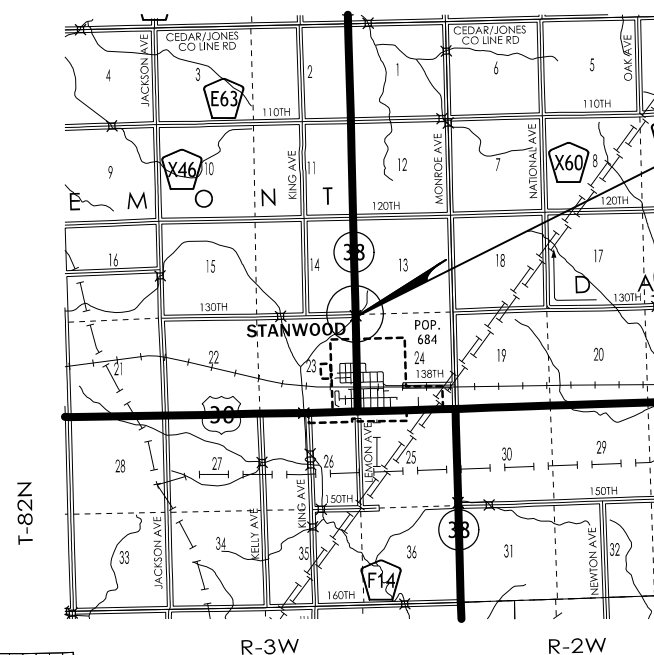 CEDAR/JONES
CO LINE RD
CEDAR/JONES
CO LINE RD
JACKSON AVE
OAK AVE
4
3
2
1
6
5
E63
110TH
110TH
KING AVE
MONROE AVE
NATIONAL AVE
9
X46
10
11
12
7
X60
8
E M O N T
120TH
120TH
16
15
14
38
13
18
17
D A
130TH
130TH
STANWOOD
POP.
684
21
22
23
24
19
20
138TH
30
LEMON AVE
28
27
26
25
30
29
T-82N
KING AVE
150TH
150TH
JACKSON AVE
KELLY AVE
NEWTON AVE
33
34
35
36
38
31
32
F14
160TH
R-3W
R-2W